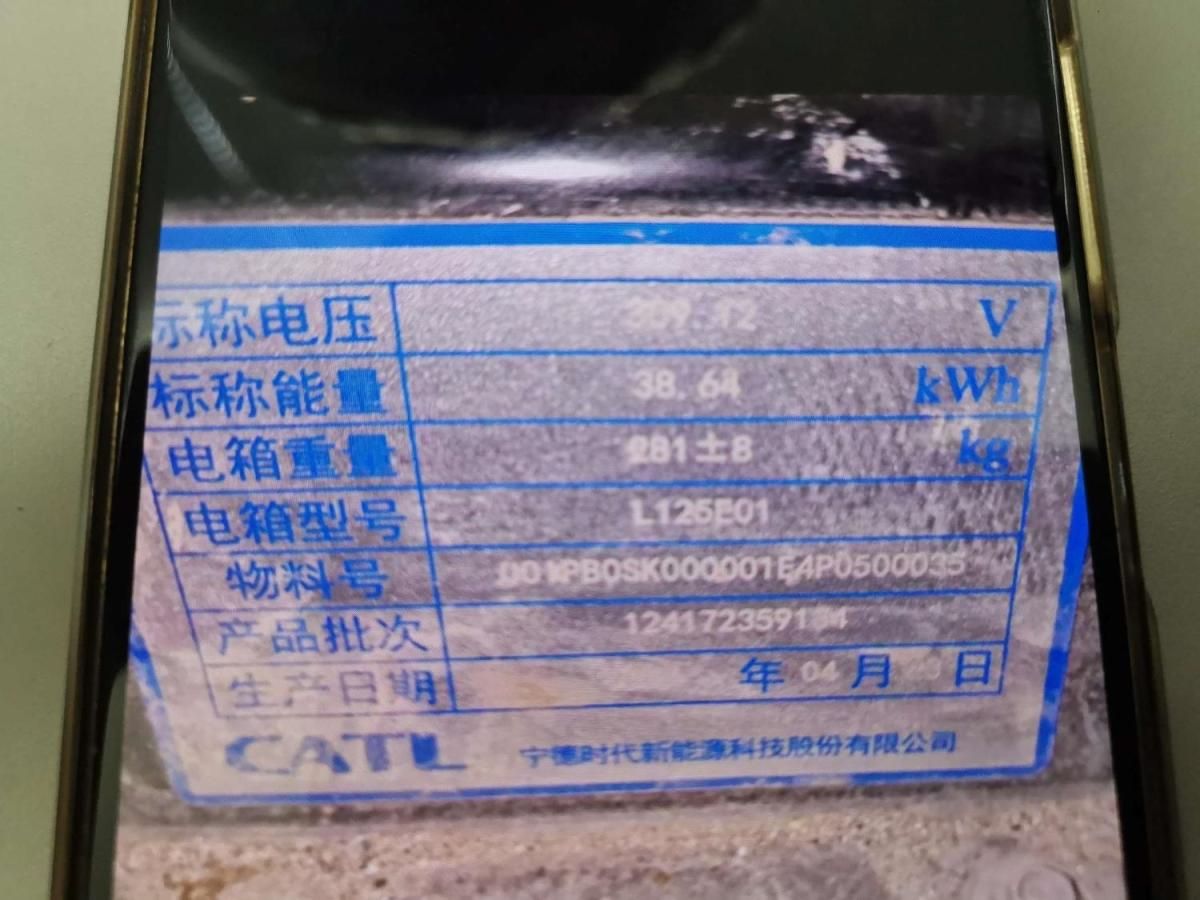 标称电压 V
标称能量 38.64 kWh
电箱重量 281±8 kg
电箱型号 L125E01
物料号
产品批次
生产日期 年 04 月 日
CATL 宁德时代新能源科技股份有限公司